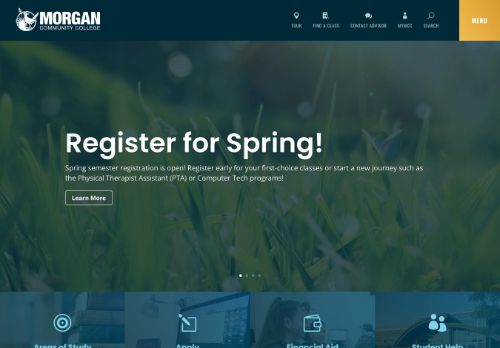 MORGAN
COMMUNITY COLLEGE
TOUR
FIND A CLASS
CONTACT ADVISOR
MYMCC
SEARCH
MENU
Register for Spring!
Spring semester registration is open! Register early for your first-choice classes or start a new journey such as
the Physical Therapist Assistant (PTA) or Computer Tech programs!
Learn More
Areas of Study
Apply
Financial Aid
Student Help